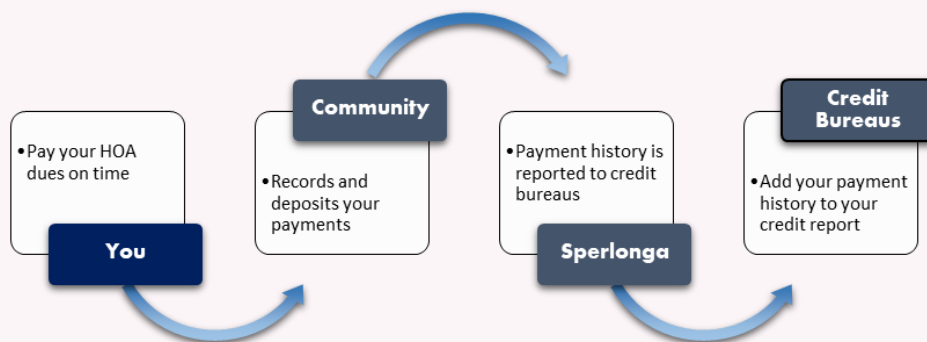 • Pay your HOA
dues on time
You
Community
• Records and
deposits your
payments
• Payment history is
reported to credit
bureaus
Sperlonga
Credit
Bureaus
• Add your payment
history to your
credit report